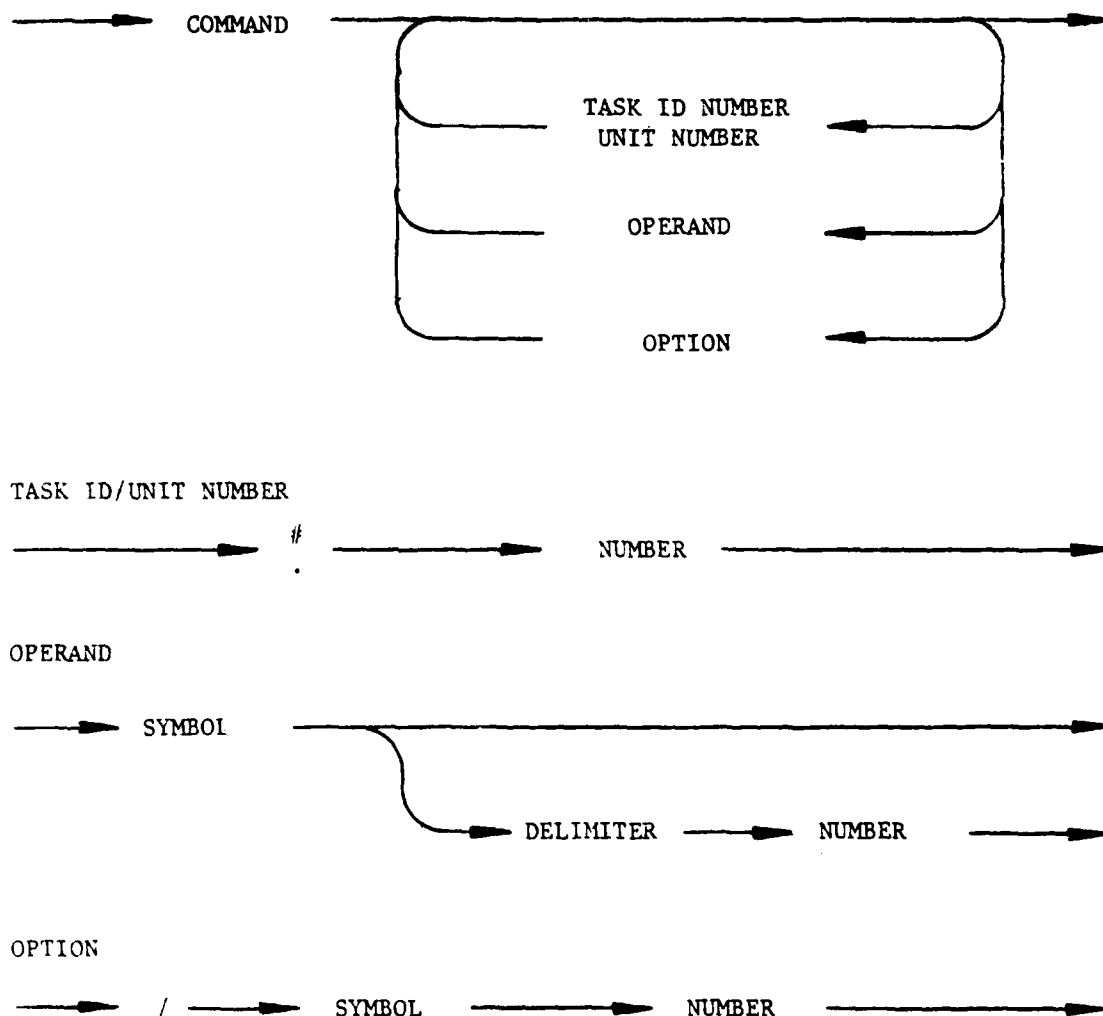 COMMAND
TASK ID NUMBER
UNIT NUMBER
OPERAND
OPTION
TASK ID/UNIT NUMBER
# NUMBER
.
OPERAND
SYMBOL
DELIMITER NUMBER
OPTION
/ SYMBOL NUMBER